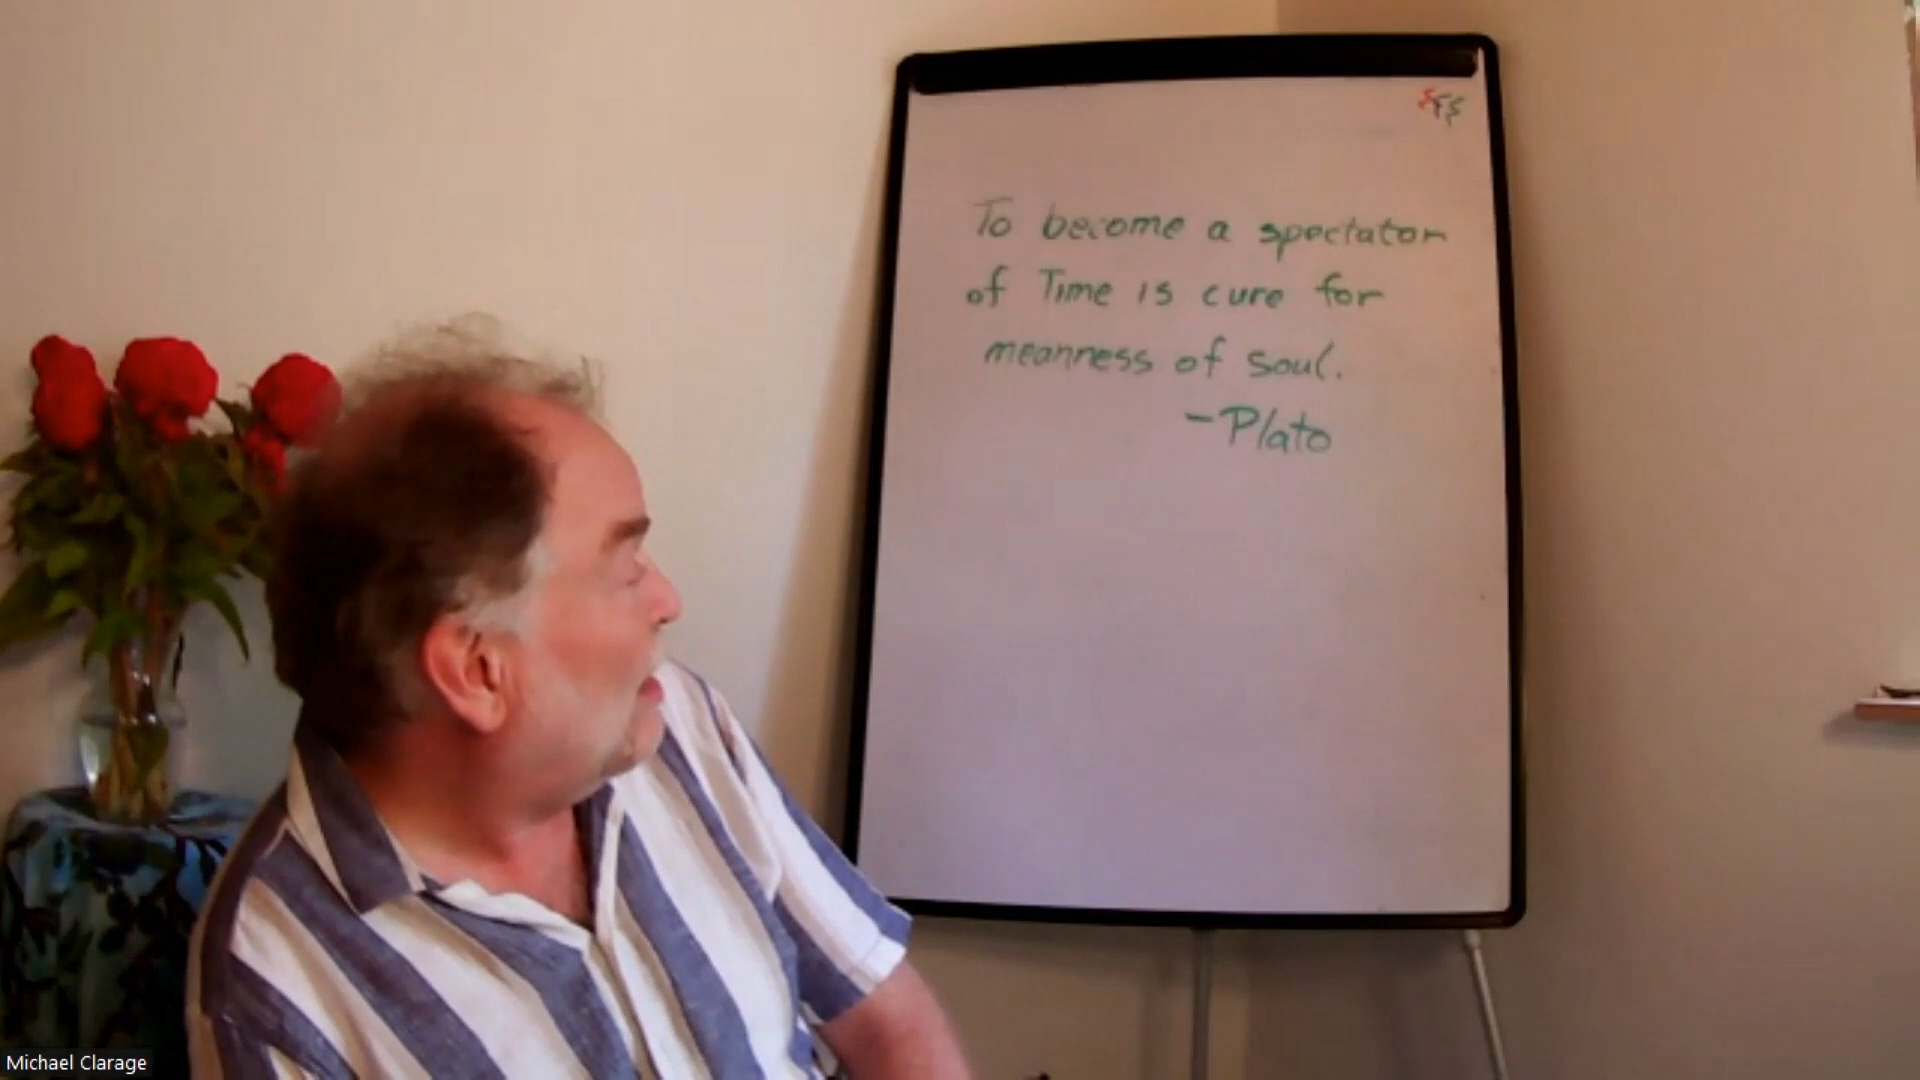 To become a spectator
of Time is cure for
meanness of soul.
- Plato
Michael Clarage